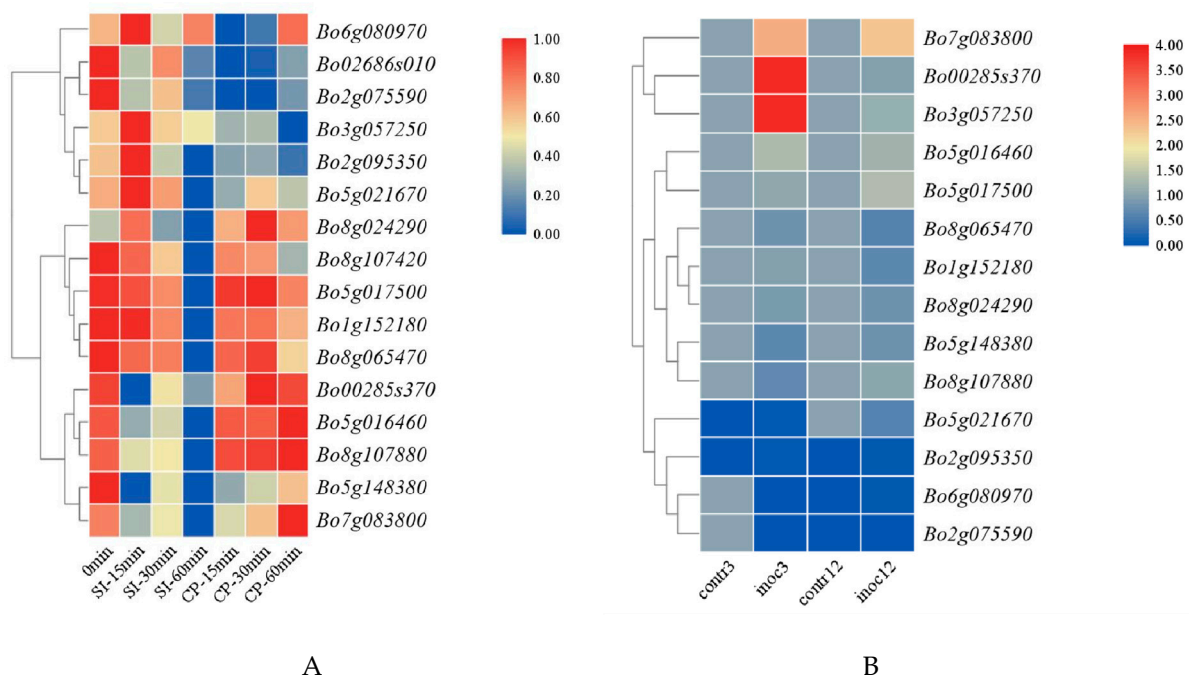 Bo6g080970
Bo02686s010
Bo2g075590
Bo3g057250
Bo2g095350
Bo5g021670
Bo8g024290
Bo8g107420
Bo5g017500
Bo1g152180
Bo8g065470
Bo00285s370
Bo5g016460
Bo8g107880
Bo5g148380
Bo7g083800
0min
SI-15min
SI-30min
SI-60min
CP-15min
CP-30min
CP-60min
1.00
0.80
0.60
0.40
0.20
0.00
A
Bo7g083800
Bo00285s370
Bo3g057250
Bo5g016460
Bo5g017500
Bo8g065470
Bo1g152180
Bo8g024290
Bo5g148380
Bo8g107880
Bo5g021670
Bo2g095350
Bo6g080970
Bo2g075590
contr3
inoc3
contr12
inoc12
4.00
3.50
3.00
2.50
2.00
1.50
1.00
0.50
0.00
B